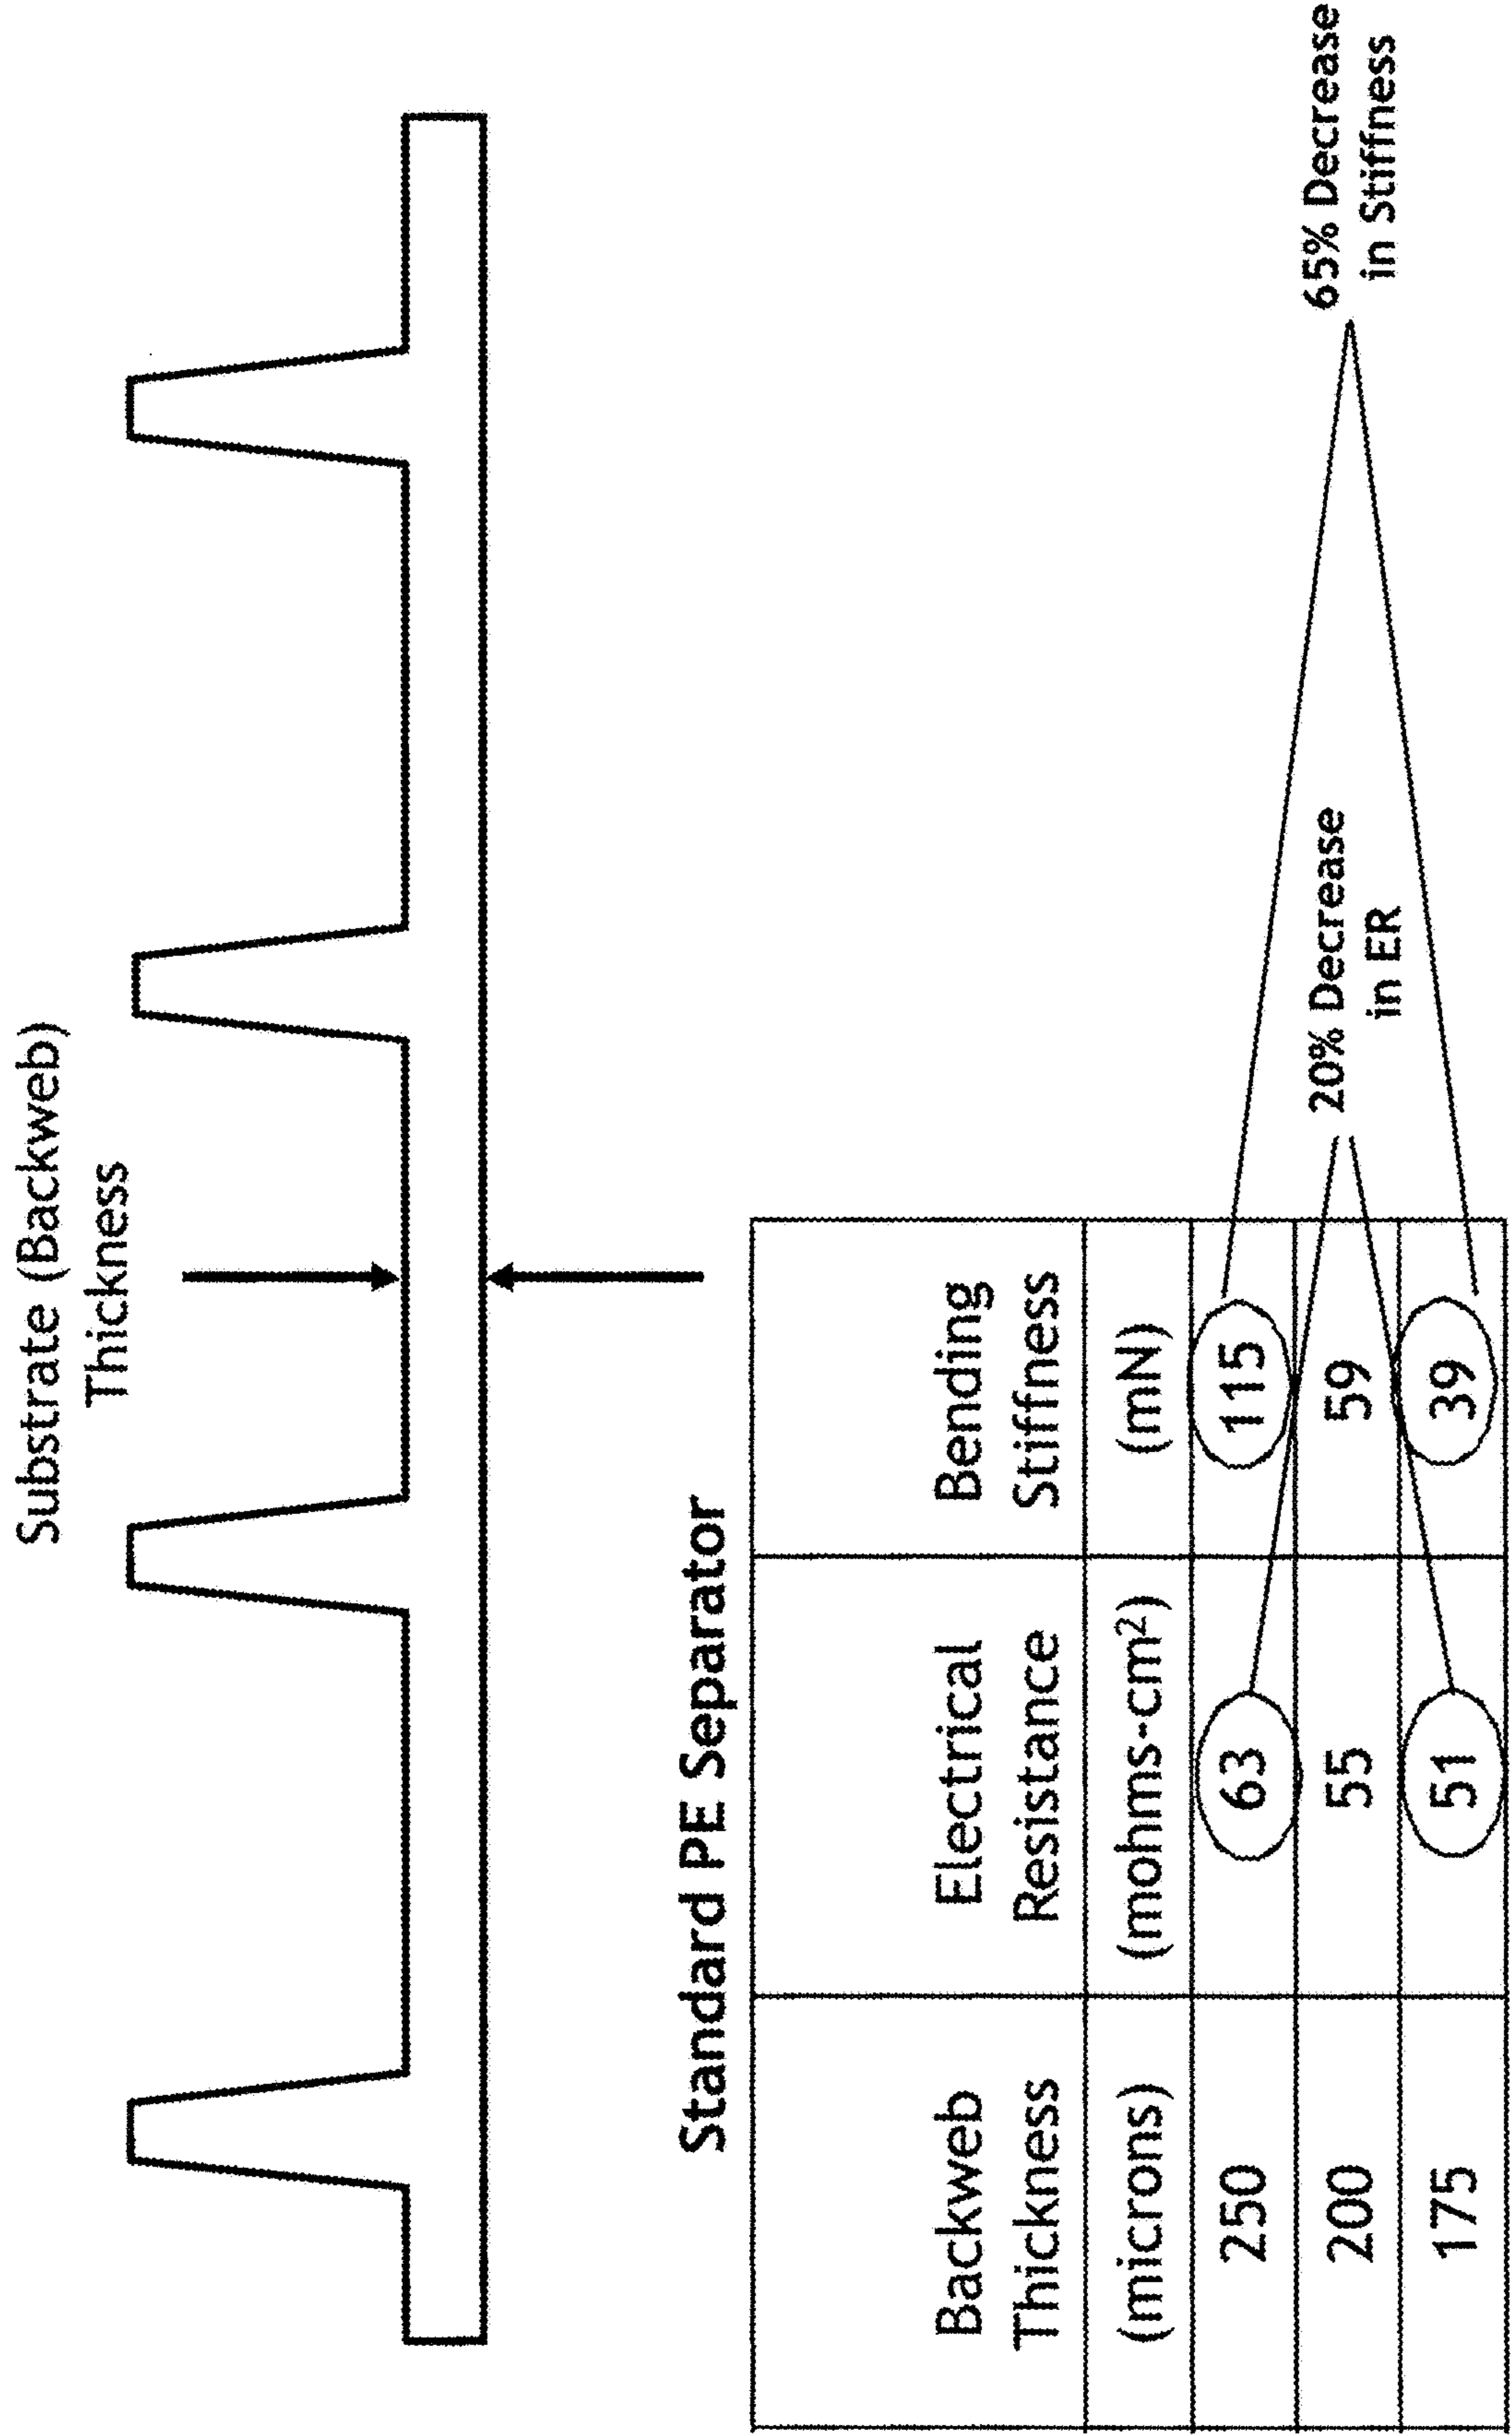 Substrate (Backweb)
Thickness
Standard PE Separator
Backweb
Thickness
Electrical
Resistance
Bending
Stiffness
(microns)
(mohms-cm²)
(mN)
250
63
115
200
55
59
175
51
39
20% Decrease
in ER
65% Decrease
in Stiffness